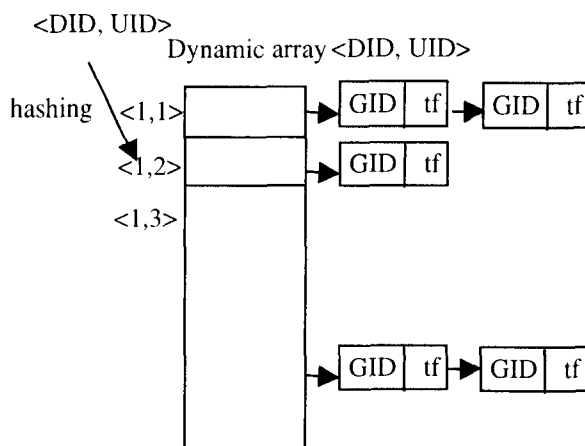 <DID, UID>
Dynamic array <DID, UID>
hashing
<1,1>
GID tf GID tf
<1,2>
GID tf
<1,3>
GID tf GID tf